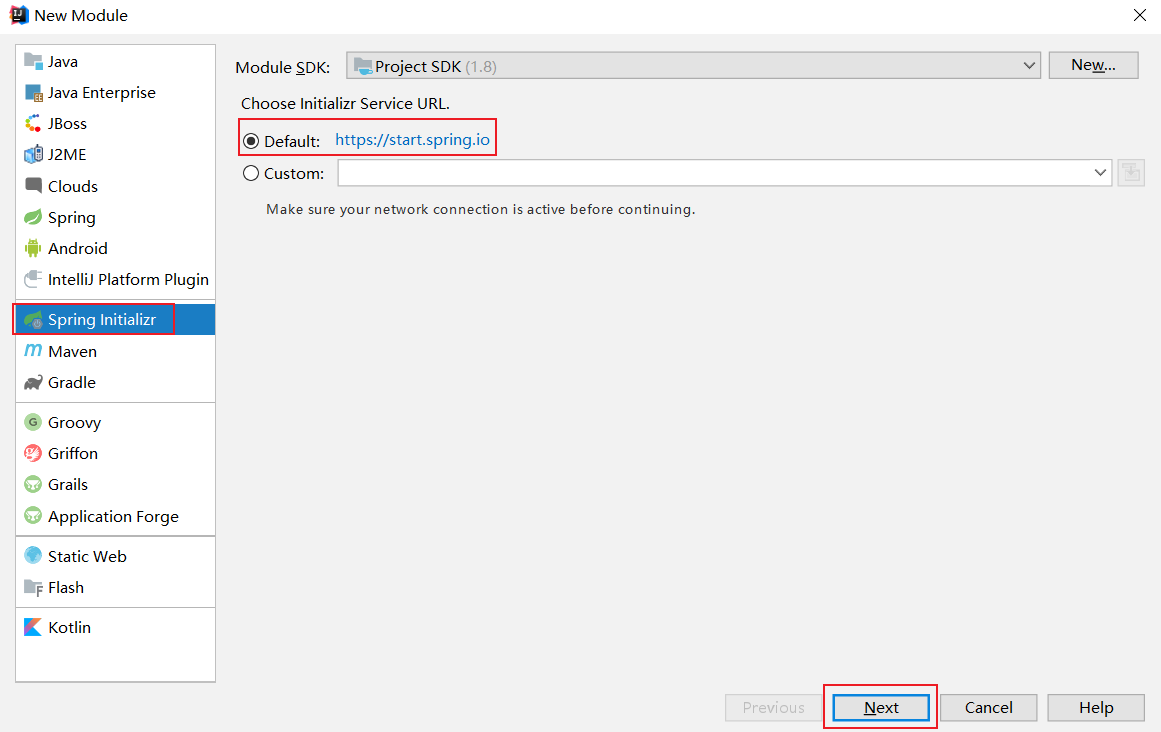 New Module
Java
Java Enterprise
JBoss
J2ME
Clouds
Spring
Android
IntelliJ Platform Plugin
Spring Initializr
Maven
Gradle
Groovy
Griffon
Grails
Application Forge
Static Web
Flash
Kotlin
Module SDK: Project SDK (1.8) New...
Choose Initializr Service URL.
Default: https://start.spring.io
Custom:
Make sure your network connection is active before continuing.
Previous Next Cancel Help